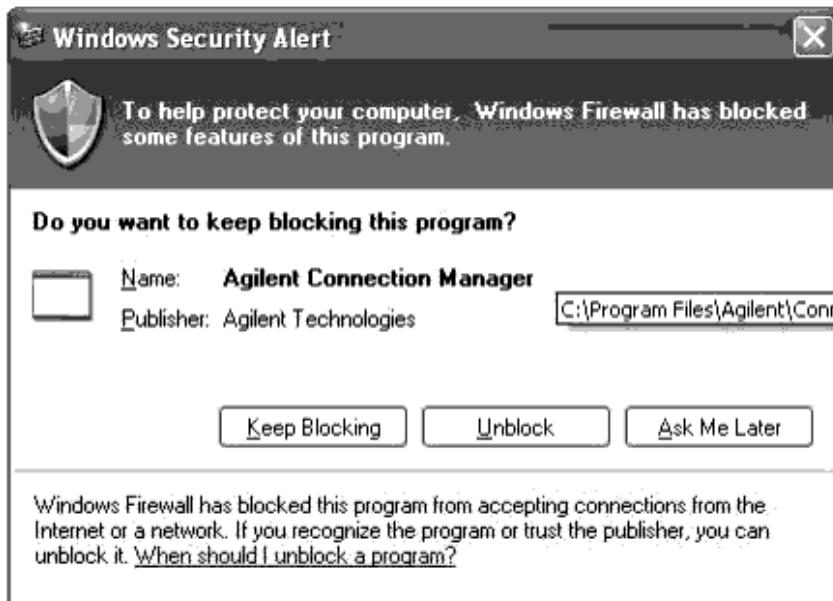 Windows Security Alert
To help protect your computer, Windows Firewall has blocked
some features of this program.
Do you want to keep blocking this program?
Name: Agilent Connection Manager
Publisher: Agilent Technologies
C:\Program Files\Agilent\Conn
Keep Blocking Unblock Ask Me Later
Windows Firewall has blocked this program from accepting connections from the
Internet or a network. If you recognize the program or trust the publisher, you can
unblock it. When should I unblock a program?